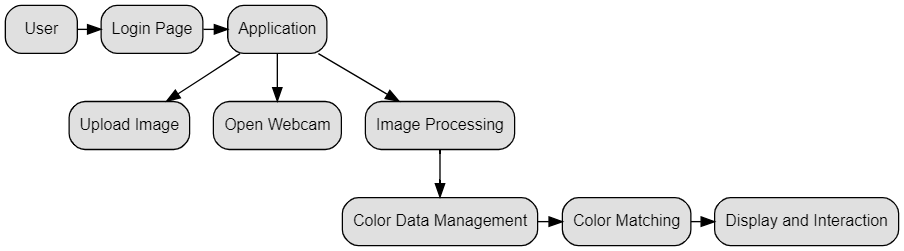 User
Login Page
Application
Upload Image
Open Webcam
Image Processing
Color Data Management
Color Matching
Display and Interaction